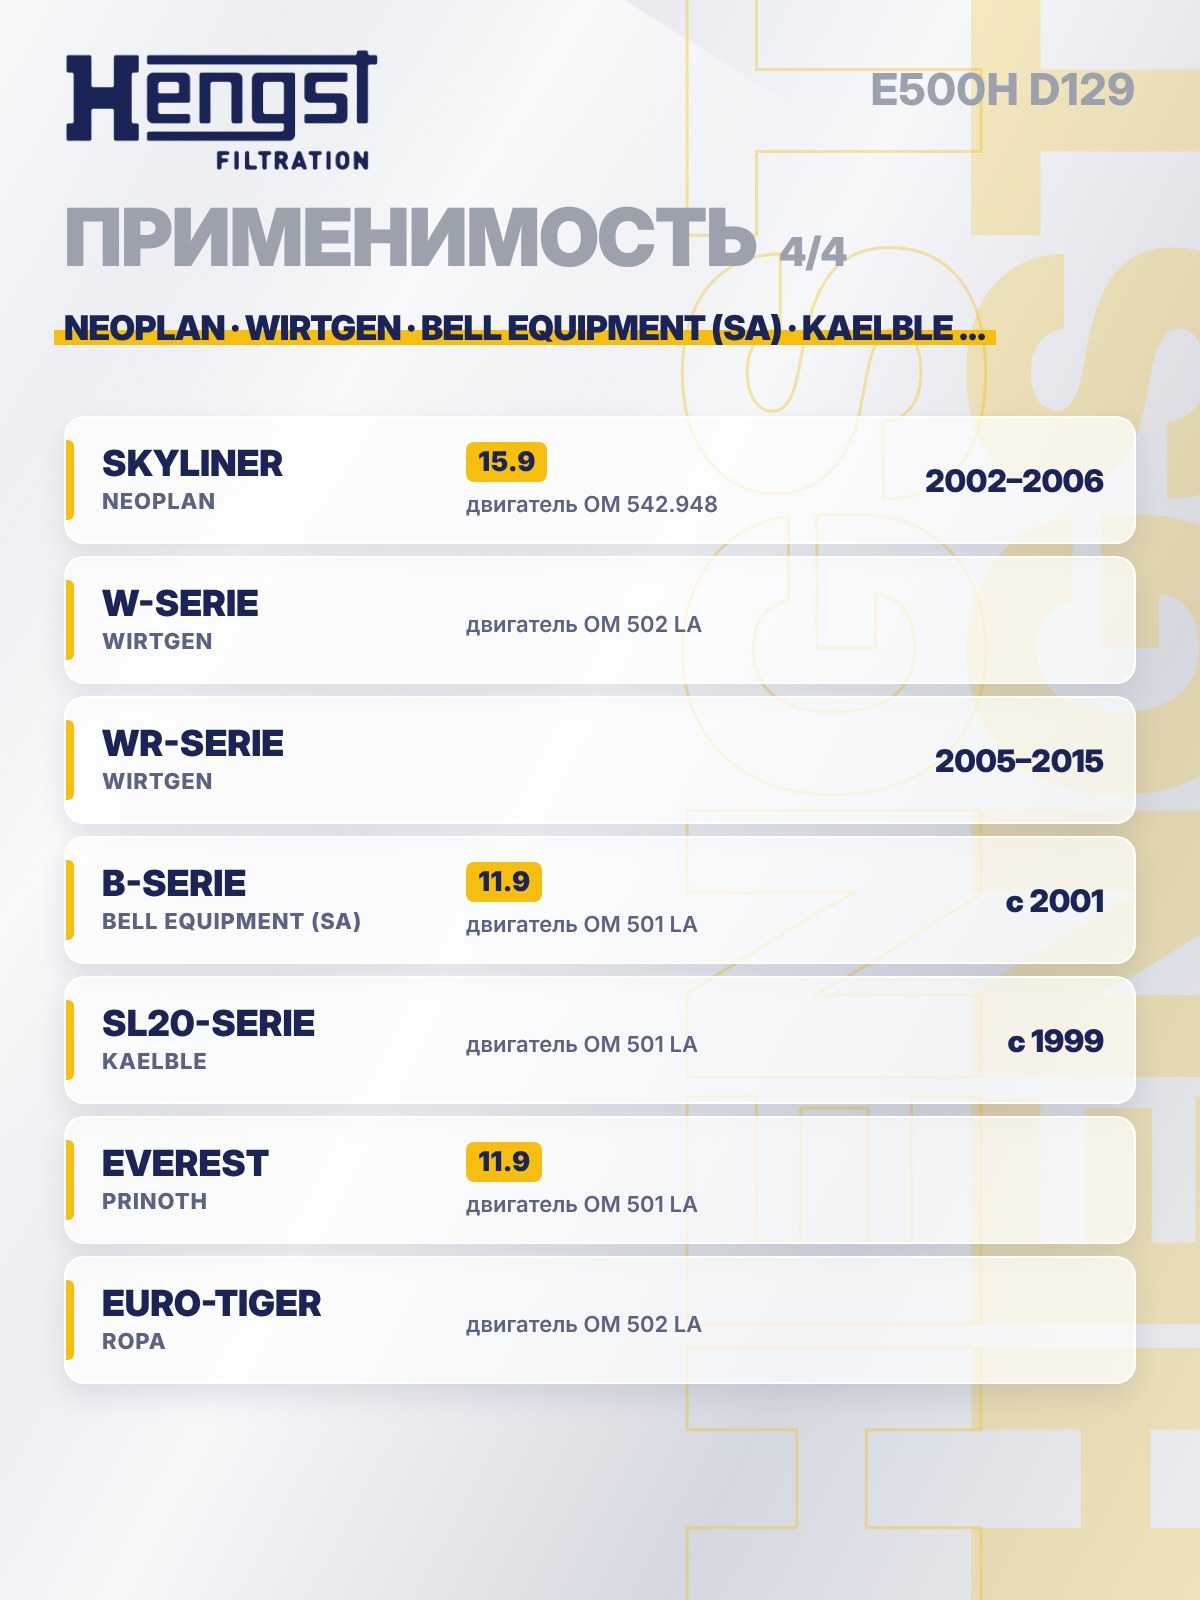 Hengst
FILTRATION
E500H D129
ПРИМЕНИМОСТЬ 4/4
NEOPLAN · WIRTGEN · BELL EQUIPMENT (SA) · KAELBLE ...
SKYLINER
NEOPLAN
15.9
двигатель OM 542.948
2002–2006
W-SERIE
WIRTGEN
двигатель OM 502 LA
WR-SERIE
WIRTGEN
2005–2015
B-SERIE
BELL EQUIPMENT (SA)
11.9
двигатель OM 501 LA
с 2001
SL20-SERIE
KAELBLE
двигатель OM 501 LA
с 1999
EVEREST
PRINOTH
11.9
двигатель OM 501 LA
EURO-TIGER
ROPA
двигатель OM 502 LA
HENGST
HENGST